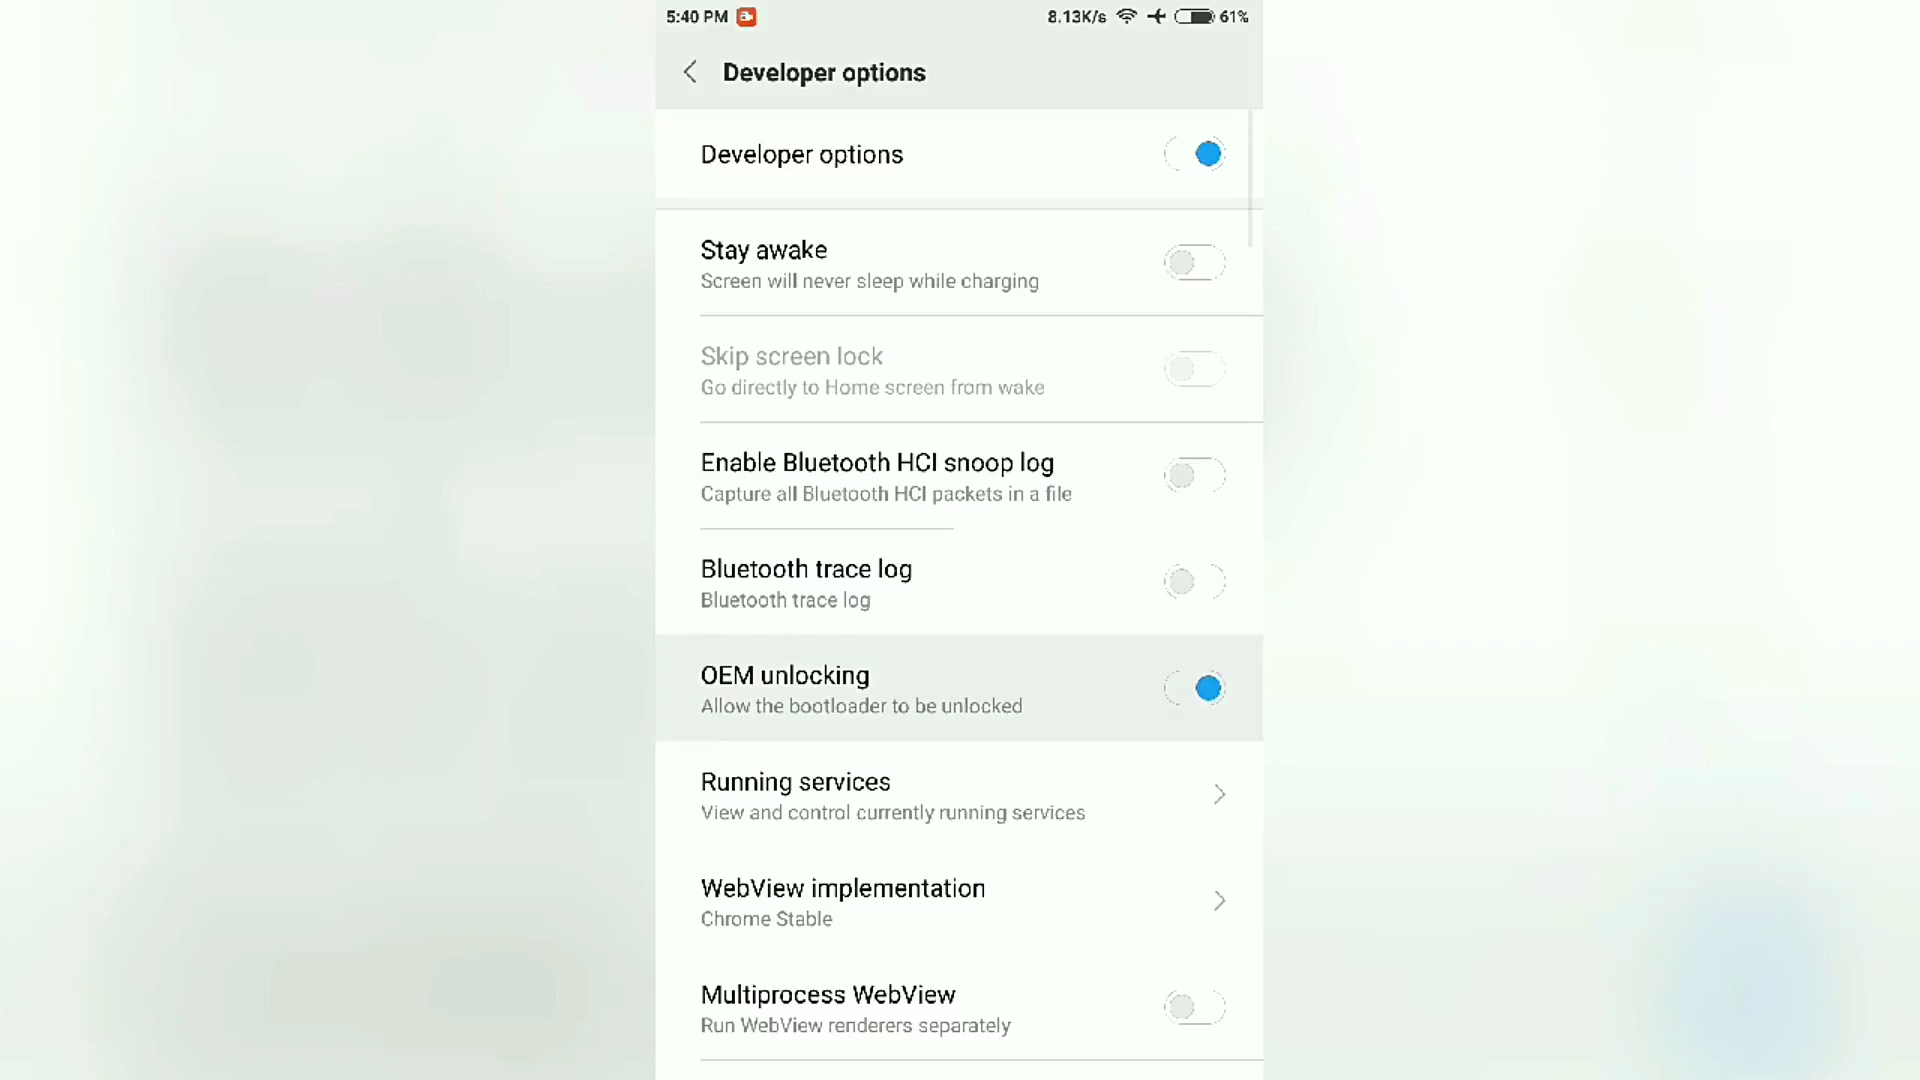 5:40 PM 8.13K/s 61%
Developer options
Developer options
Stay awake
Screen will never sleep while charging
Skip screen lock
Go directly to Home screen from wake
Enable Bluetooth HCI snoop log
Capture all Bluetooth HCI packets in a file
Bluetooth trace log
Bluetooth trace log
OEM unlocking
Allow the bootloader to be unlocked
Running services
View and control currently running services
WebView implementation
Chrome Stable
Multiprocess WebView
Run WebView renderers separately